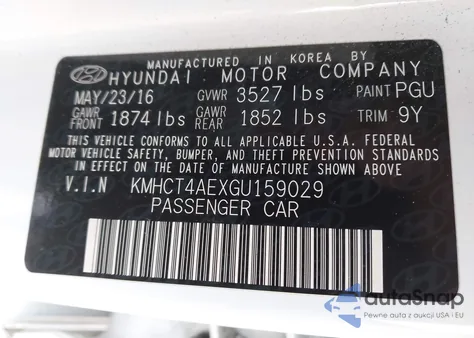 MANUFACTURED IN KOREA BY
HYUNDAI MOTOR COMPANY
MAY/23/16 GVWR 3527 lbs PAINT PGU
GAWR FRONT 1874 lbs GAWR REAR 1852 lbs TRIM 9Y
THIS VEHICLE CONFORMS TO ALL APPLICABLE U.S.A. FEDERAL
MOTOR VEHICLE SAFETY, BUMPER, AND THEFT PREVENTION STANDARDS
IN EFFECT ON THE DATE OF MANUFACTURE SHOWN ABOVE
V.I.N KMHCT4AEXGU159029
PASSENGER CAR
autoSnap
Pewne auta z aukcji USA i EU